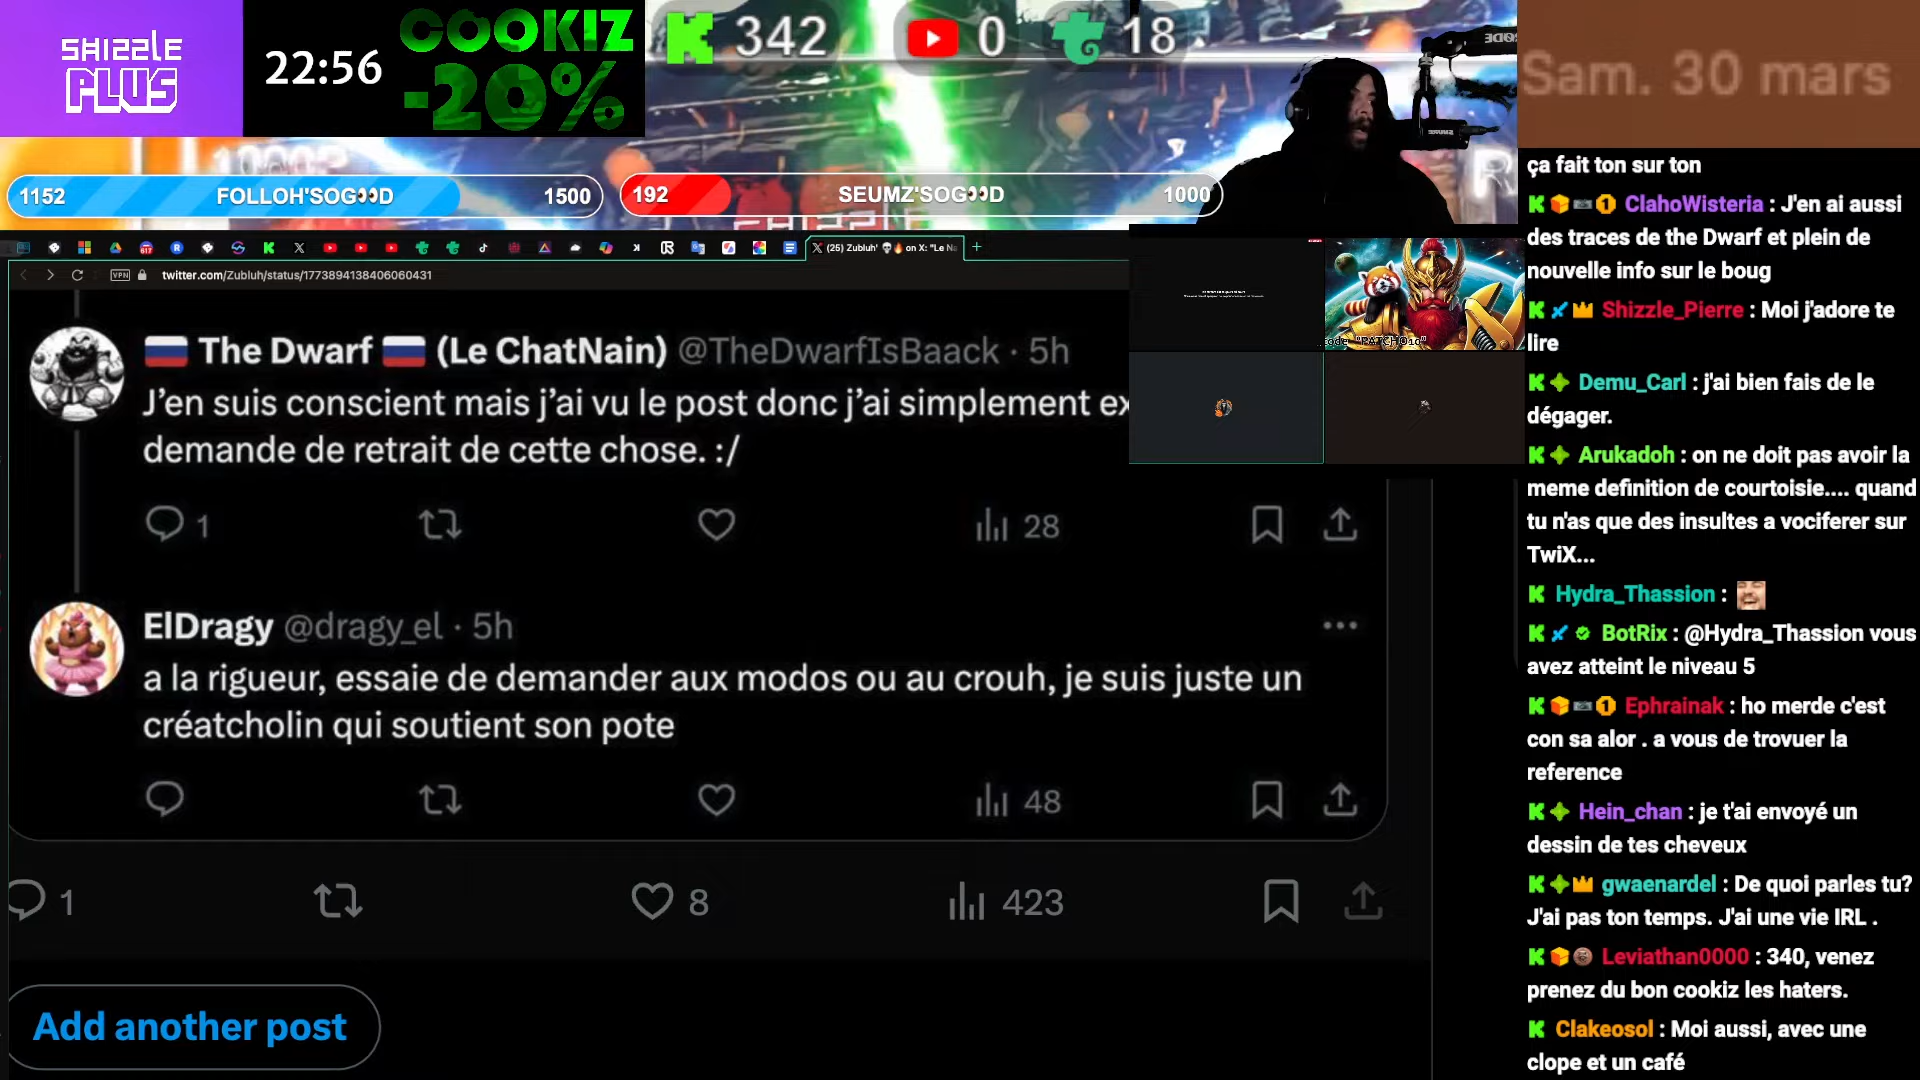 SHIZZLE
PLUS
22:56
COOKIZ
-20%
342
0
18
Sam. 30 mars
1152 FOLLOH'SOG👀D 1500
192 SEUMZ'SOG👀D 1000
(25) Zubluh' 💀🔥 on X: "Le Na
VPN twitter.com/Zubluh/status/1773894138406060431
🇷🇺 The Dwarf 🇷🇺 (Le ChatNain) @TheDwarfIsBaack · 5h
J'en suis conscient mais j'ai vu le post donc j'ai simplement ex
demande de retrait de cette chose. :/
1
28
ElDragy @dragy_el · 5h
a la rigueur, essaie de demander aux modos ou au crouh, je suis juste un
créatcholin qui soutient son pote
48
1
8
423
Add another post
ça fait ton sur ton
ClahoWisteria : J'en ai aussi
des traces de the Dwarf et plein de
nouvelle info sur le boug
Shizzle_Pierre : Moi j'adore te
lire
Demu_Carl : j'ai bien fais de le
dégager.
Arukadoh : on ne doit pas avoir la
meme definition de courtoisie.... quand
tu n'as que des insultes a vociferer sur
TwiX...
Hydra_Thassion :
BotRix : @Hydra_Thassion vous
avez atteint le niveau 5
Ephrainak : ho merde c'est
con sa alor . a vous de trovuer la
reference
Hein_chan : je t'ai envoyé un
dessin de tes cheveux
gwaenardel : De quoi parles tu?
J'ai pas ton temps. J'ai une vie IRL .
Leviathan0000 : 340, venez
prenez du bon cookiz les haters.
Clakeosol : Moi aussi, avec une
clope et un café